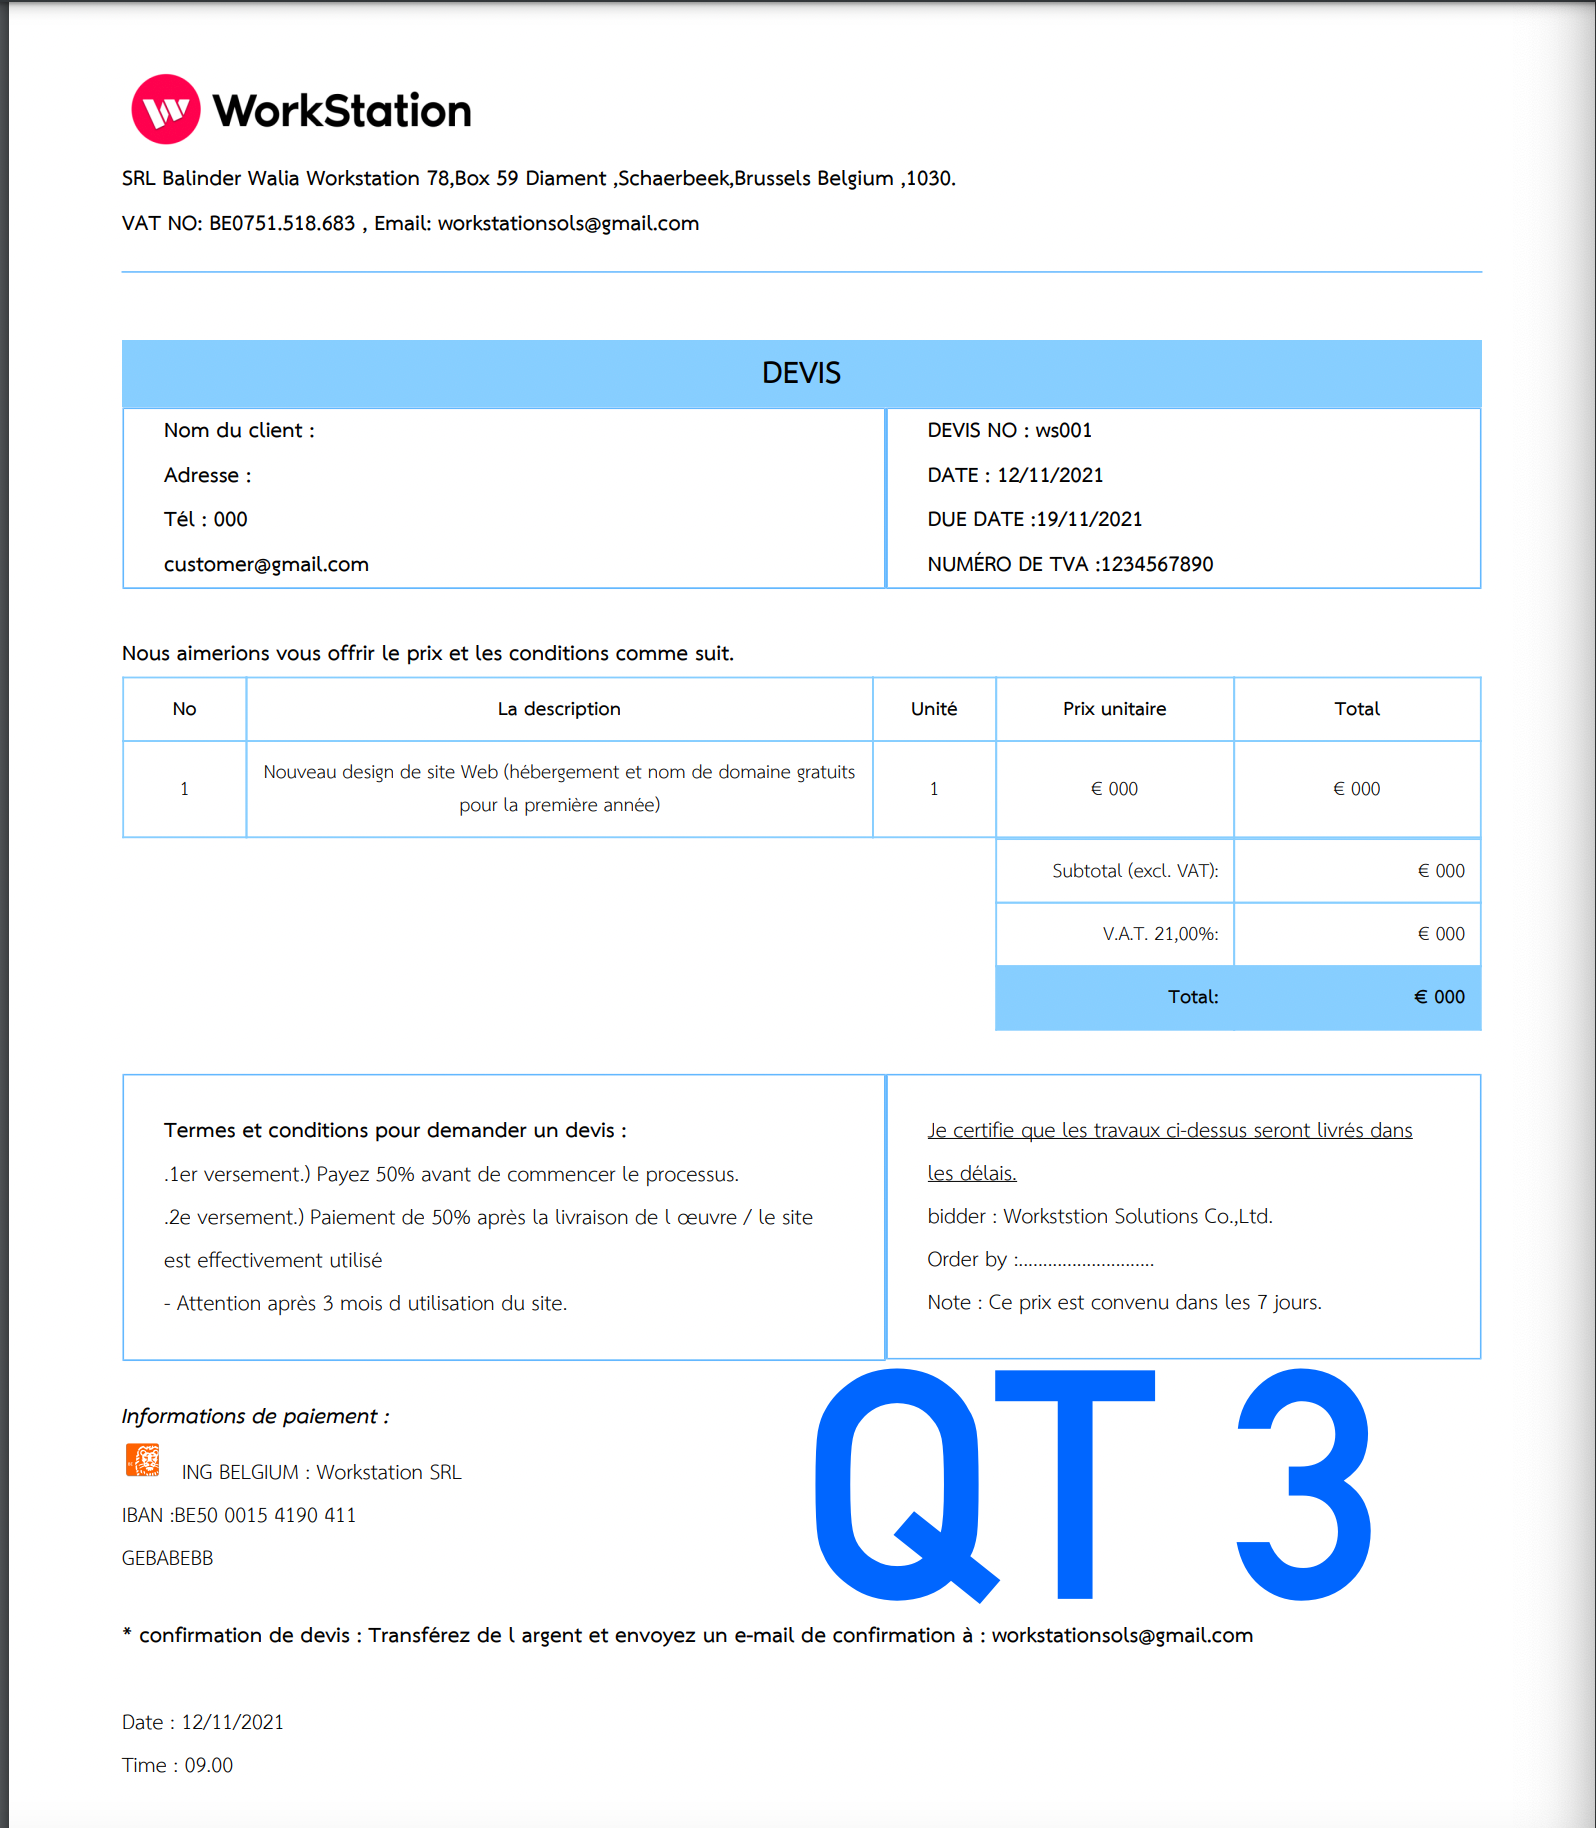 WorkStation
SRL Balinder Walia Workstation 78,Box 59 Diament ,Schaerbeek,Brussels Belgium ,1030.
VAT NO: BE0751.518.683 , Email: workstationsols@gmail.com
DEVIS
Nom du client :
Adresse :
Tél : 000
customer@gmail.com
DEVIS NO : ws001
DATE : 12/11/2021
DUE DATE :19/11/2021
NUMÉRO DE TVA :1234567890
Nous aimerions vous offrir le prix et les conditions comme suit.
No La description Unité Prix unitaire Total
1 Nouveau design de site Web (hébergement et nom de domaine gratuits
pour la première année) 1 € 000 € 000
Subtotal (excl. VAT): € 000
V.A.T. 21,00%: € 000
Total: € 000
Termes et conditions pour demander un devis :
.1er versement.) Payez 50% avant de commencer le processus.
.2e versement.) Paiement de 50% après la livraison de l œuvre / le site
est effectivement utilisé
- Attention après 3 mois d utilisation du site.
Je certifie que les travaux ci-dessus seront livrés dans
les délais.
bidder : Workststion Solutions Co.,Ltd.
Order by :............................
Note : Ce prix est convenu dans les 7 jours.
QT 3
Informations de paiement :
ING BELGIUM : Workstation SRL
IBAN :BE50 0015 4190 411
GEBABEBB
* confirmation de devis : Transférez de l argent et envoyez un e-mail de confirmation à : workstationsols@gmail.com
Date : 12/11/2021
Time : 09.00